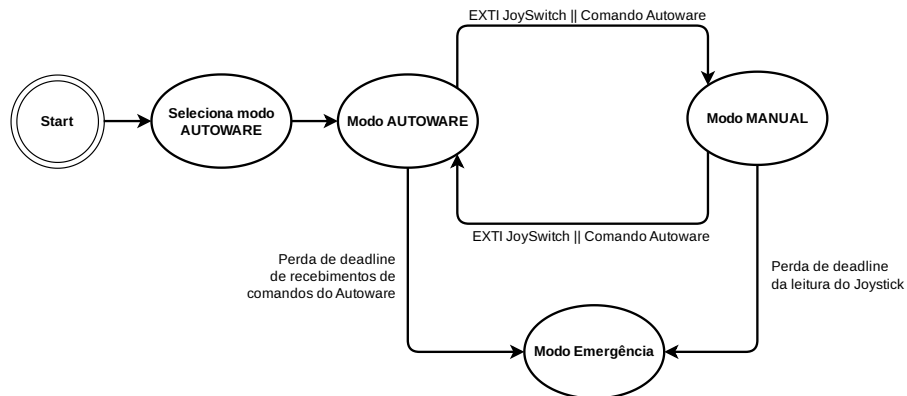 EXTI JoySwitch || Comando Autoware
Start
Seleciona modo
AUTOWARE
Modo AUTOWARE
Modo MANUAL
EXTI JoySwitch || Comando Autoware
Perda de deadline
de recebimentos de
comandos do Autoware
Perda de deadline
da leitura do Joystick
Modo Emergência